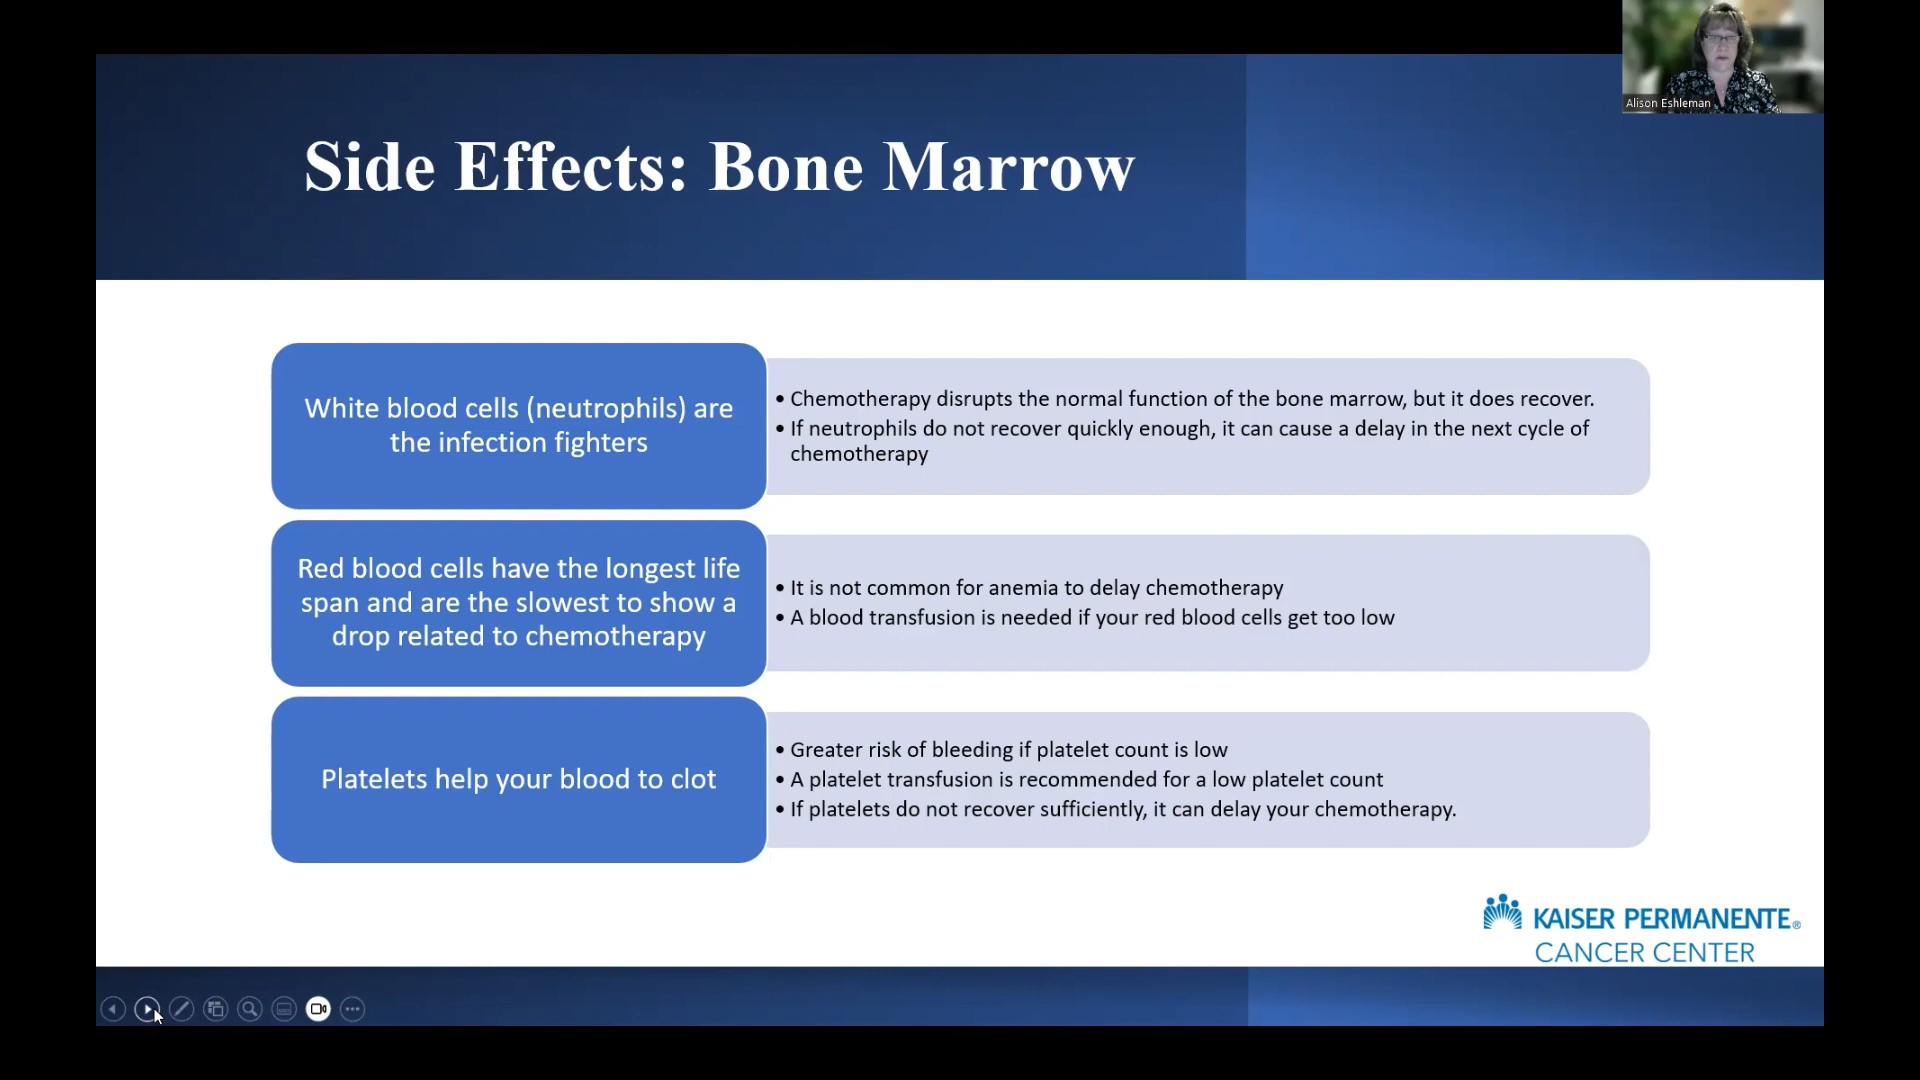 Alison Eshleman
Side Effects: Bone Marrow
White blood cells (neutrophils) are
the infection fighters
• Chemotherapy disrupts the normal function of the bone marrow, but it does recover.
• If neutrophils do not recover quickly enough, it can cause a delay in the next cycle of
chemotherapy
Red blood cells have the longest life
span and are the slowest to show a
drop related to chemotherapy
• It is not common for anemia to delay chemotherapy
• A blood transfusion is needed if your red blood cells get too low
Platelets help your blood to clot
• Greater risk of bleeding if platelet count is low
• A platelet transfusion is recommended for a low platelet count
• If platelets do not recover sufficiently, it can delay your chemotherapy.
KAISER PERMANENTE®
CANCER CENTER